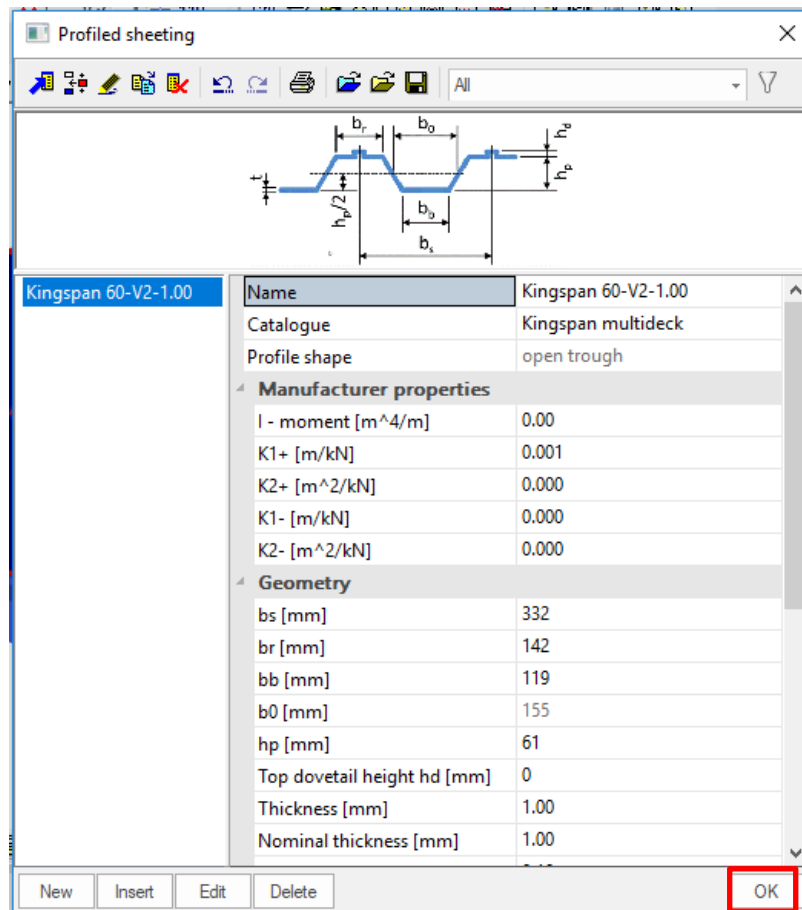 Profiled sheeting
All
br
b0
hd
t
hp/2
hp
bb
bs
Kingspan 60-V2-1.00
Name Kingspan 60-V2-1.00
Catalogue Kingspan multideck
Profile shape open trough
Manufacturer properties
I - moment [m^4/m] 0.00
K1+ [m/kN] 0.001
K2+ [m^2/kN] 0.000
K1- [m/kN] 0.000
K2- [m^2/kN] 0.000
Geometry
bs [mm] 332
br [mm] 142
bb [mm] 119
b0 [mm] 155
hp [mm] 61
Top dovetail height hd [mm] 0
Thickness [mm] 1.00
Nominal thickness [mm] 1.00
New Insert Edit Delete OK